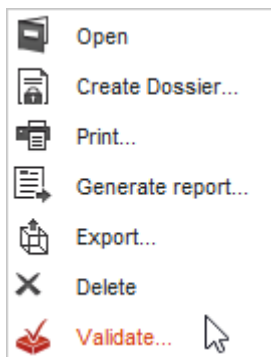 Open
Create Dossier...
Print...
Generate report...
Export...
Delete
Validate...